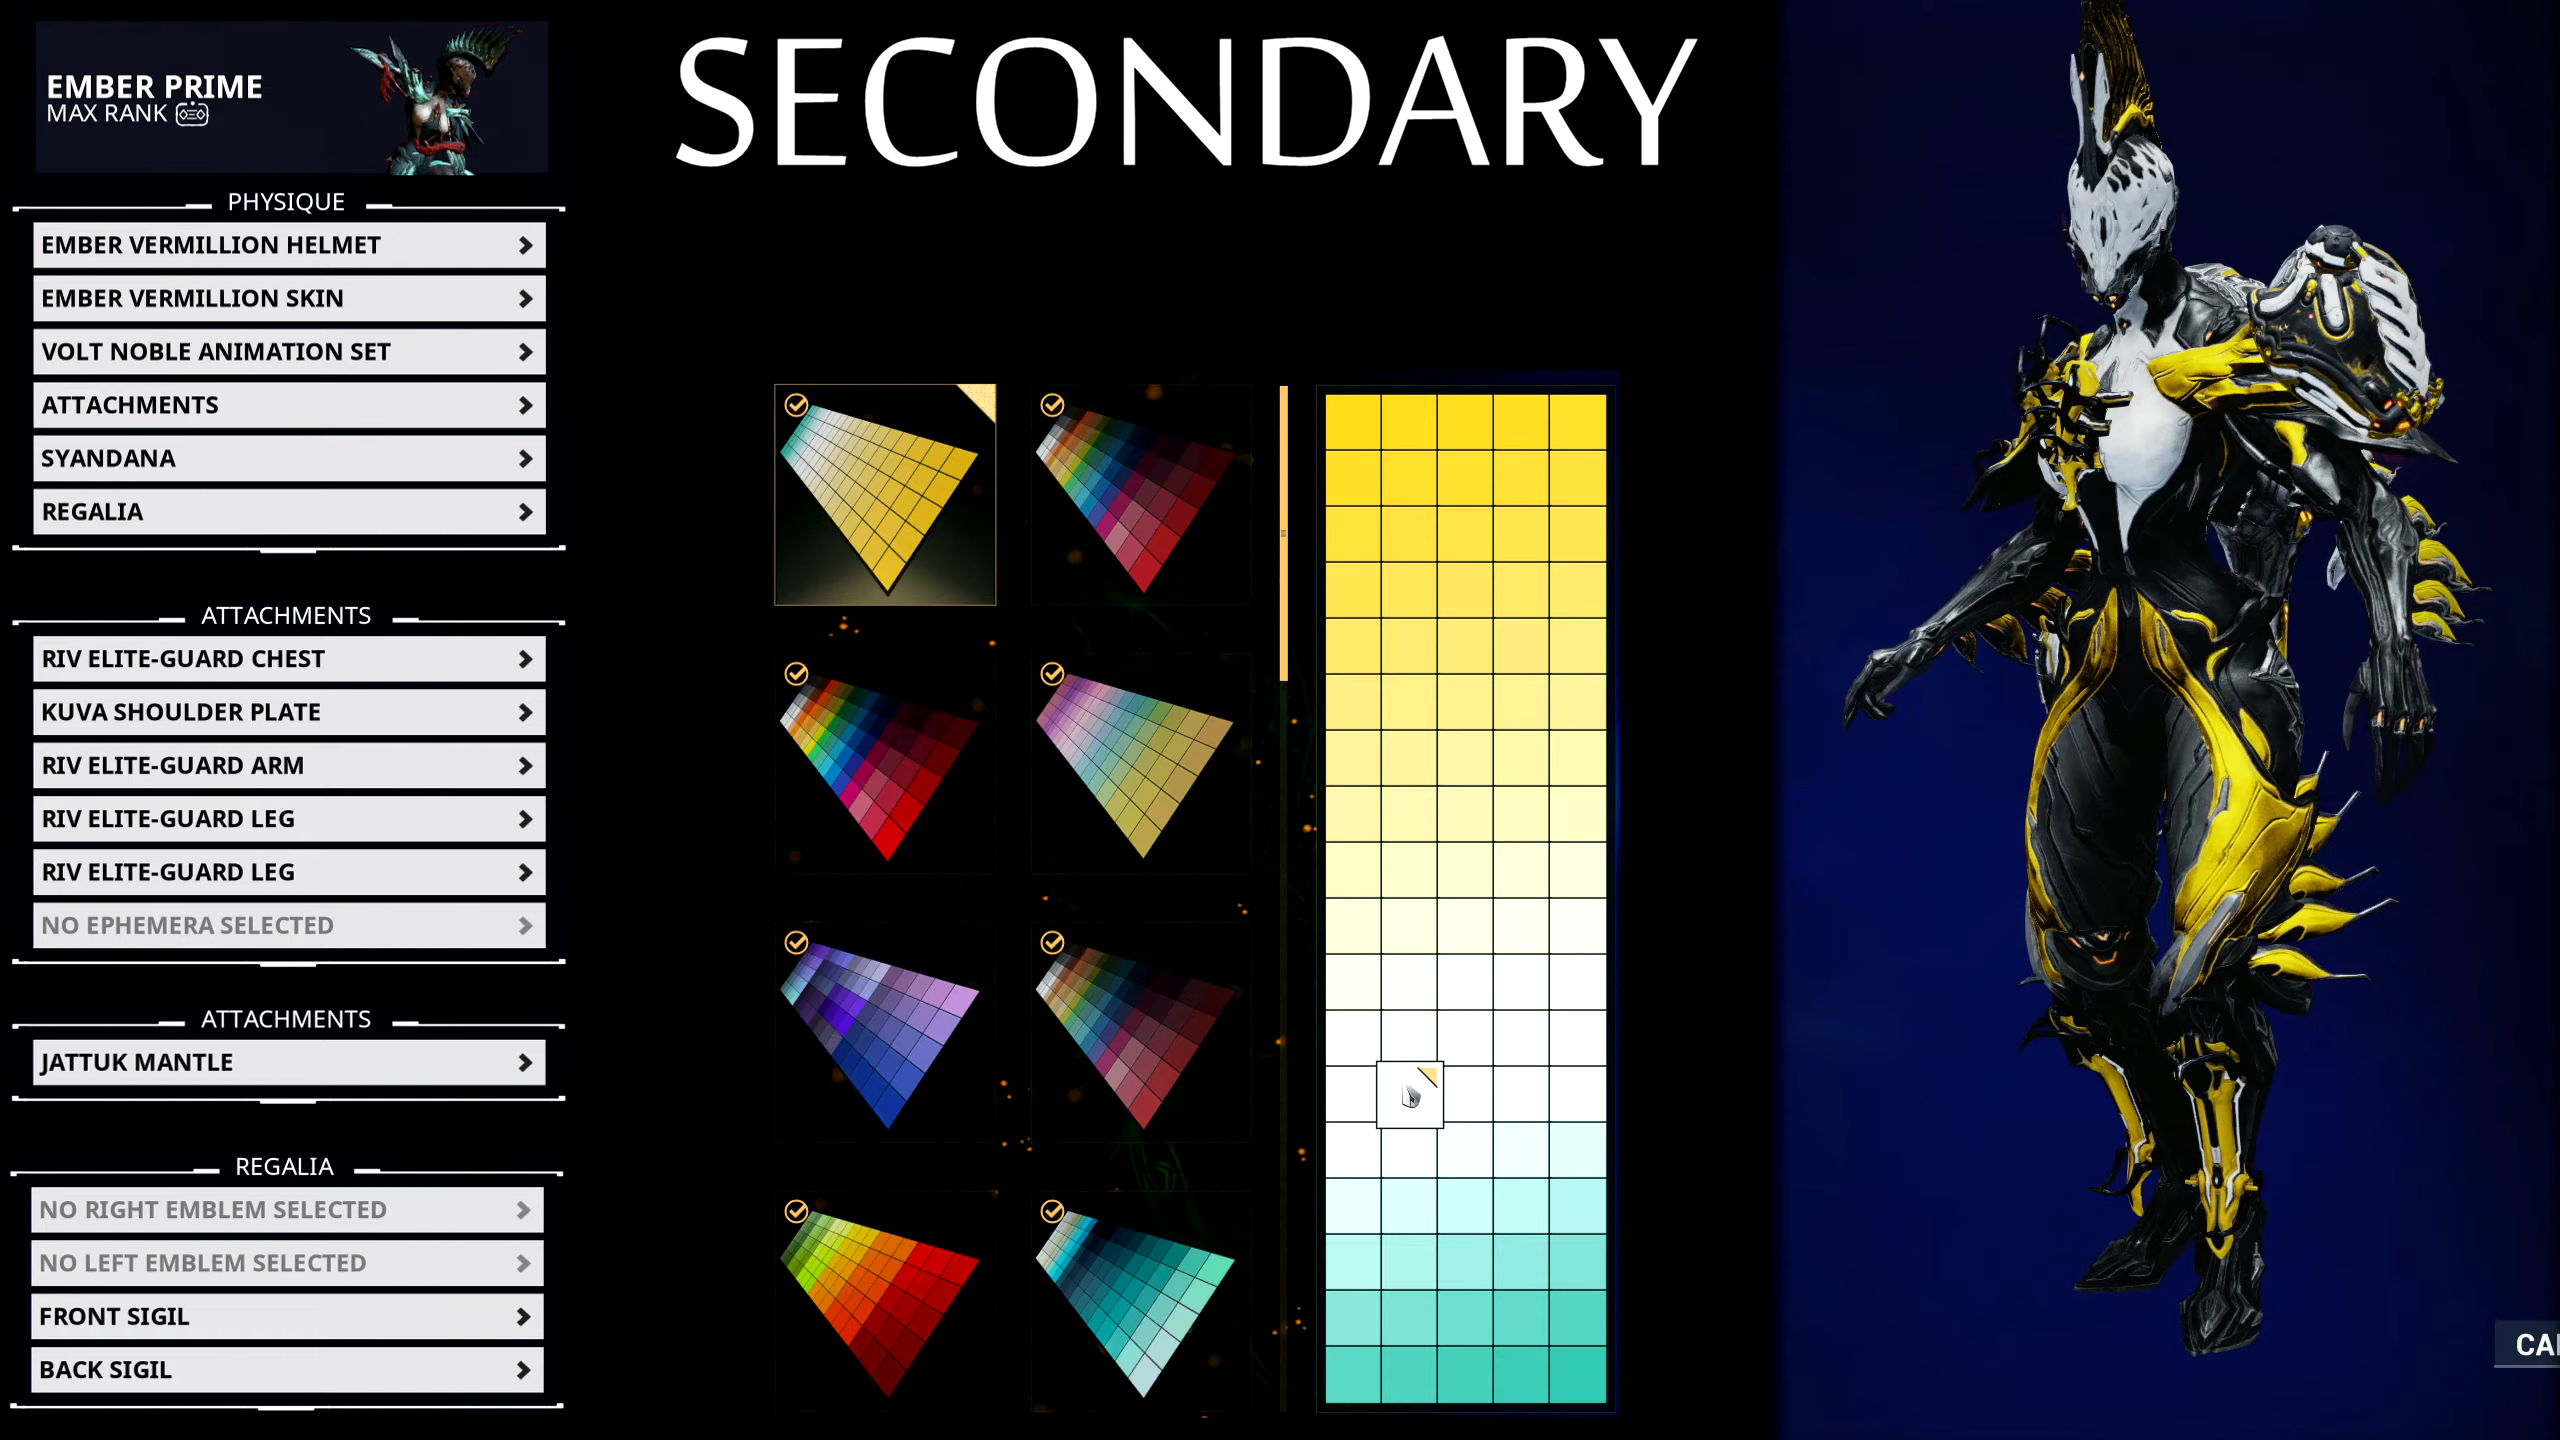 EMBER PRIME
MAX RANK
PHYSIQUE
EMBER VERMILLION HELMET
EMBER VERMILLION SKIN
VOLT NOBLE ANIMATION SET
ATTACHMENTS
SYANDANA
REGALIA
ATTACHMENTS
RIV ELITE-GUARD CHEST
KUVA SHOULDER PLATE
RIV ELITE-GUARD ARM
RIV ELITE-GUARD LEG
RIV ELITE-GUARD LEG
NO EPHEMERA SELECTED
ATTACHMENTS
JATTUK MANTLE
REGALIA
NO RIGHT EMBLEM SELECTED
NO LEFT EMBLEM SELECTED
FRONT SIGIL
BACK SIGIL
SECONDARY